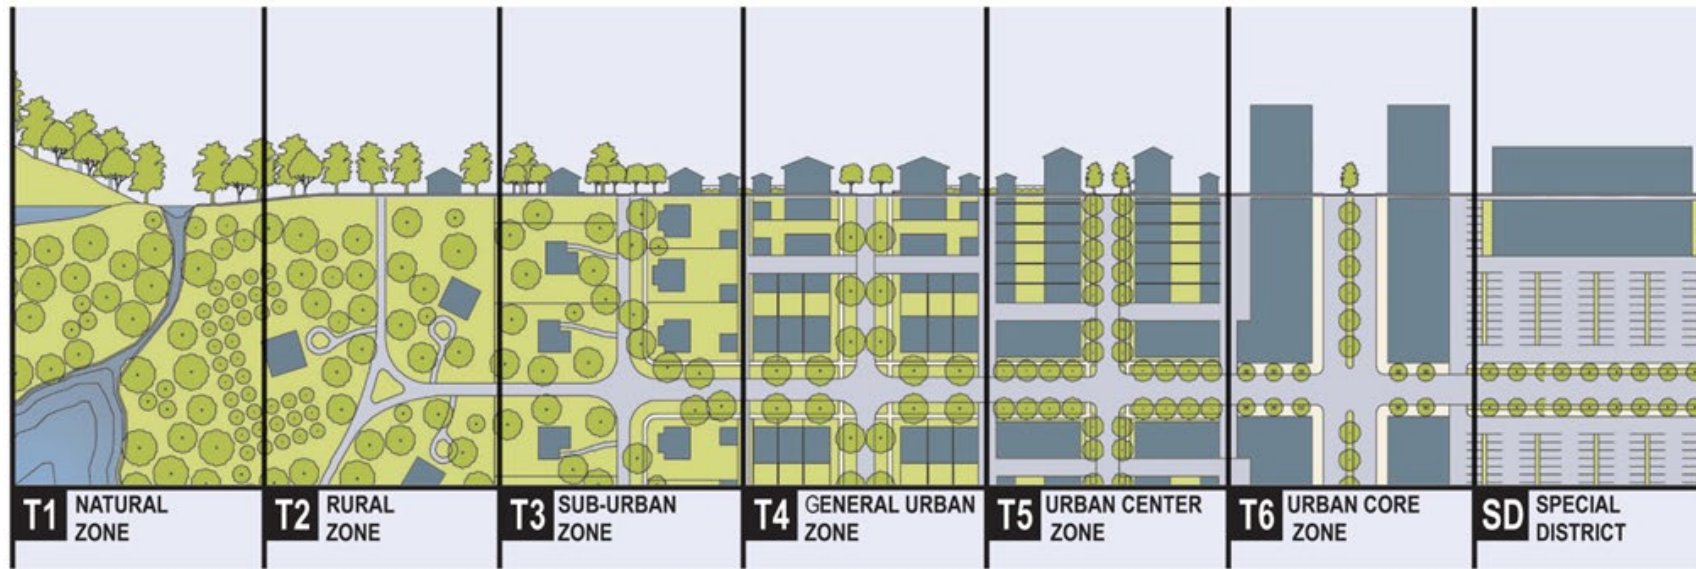 T1 NATURAL
ZONE
T2 RURAL
ZONE
T3 SUB-URBAN
ZONE
T4 GENERAL URBAN
ZONE
T5 URBAN CENTER
ZONE
T6 URBAN CORE
ZONE
SD SPECIAL
DISTRICT